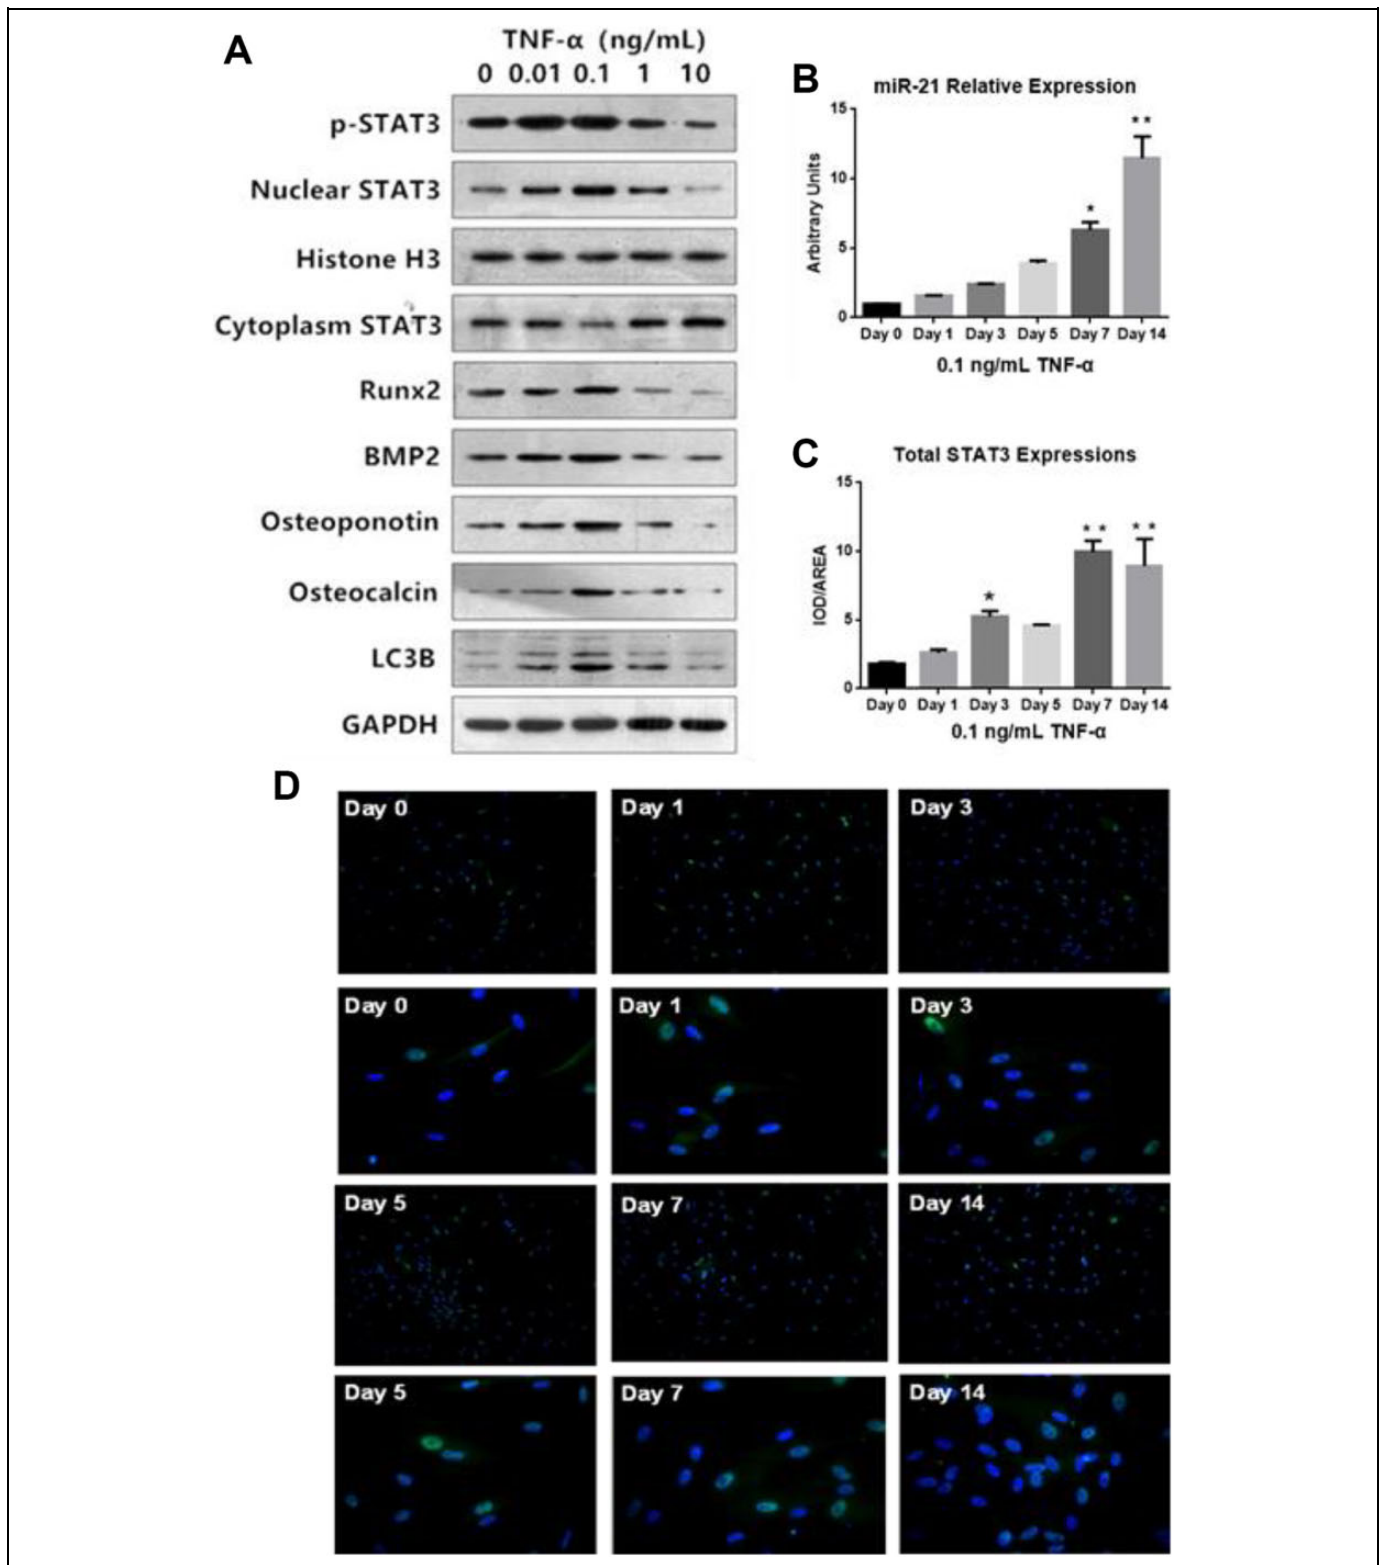 A
TNF-α (ng/mL)
0 0.01 0.1 1 10
p-STAT3
Nuclear STAT3
Histone H3
Cytoplasm STAT3
Runx2
BMP2
Osteoponotin
Osteocalcin
LC3B
GAPDH
B
miR-21 Relative Expression
Arbitrary Units
15
10
5
0
*
**
Day 0 Day 1 Day 3 Day 5 Day 7 Day 14
0.1 ng/mL TNF-α
C
Total STAT3 Expressions
IOD/AREA
15
10
5
0
*
**
**
Day 0 Day 1 Day 3 Day 5 Day 7 Day 14
0.1 ng/mL TNF-α
D
Day 0 Day 1 Day 3
Day 0 Day 1 Day 3
Day 5 Day 7 Day 14
Day 5 Day 7 Day 14